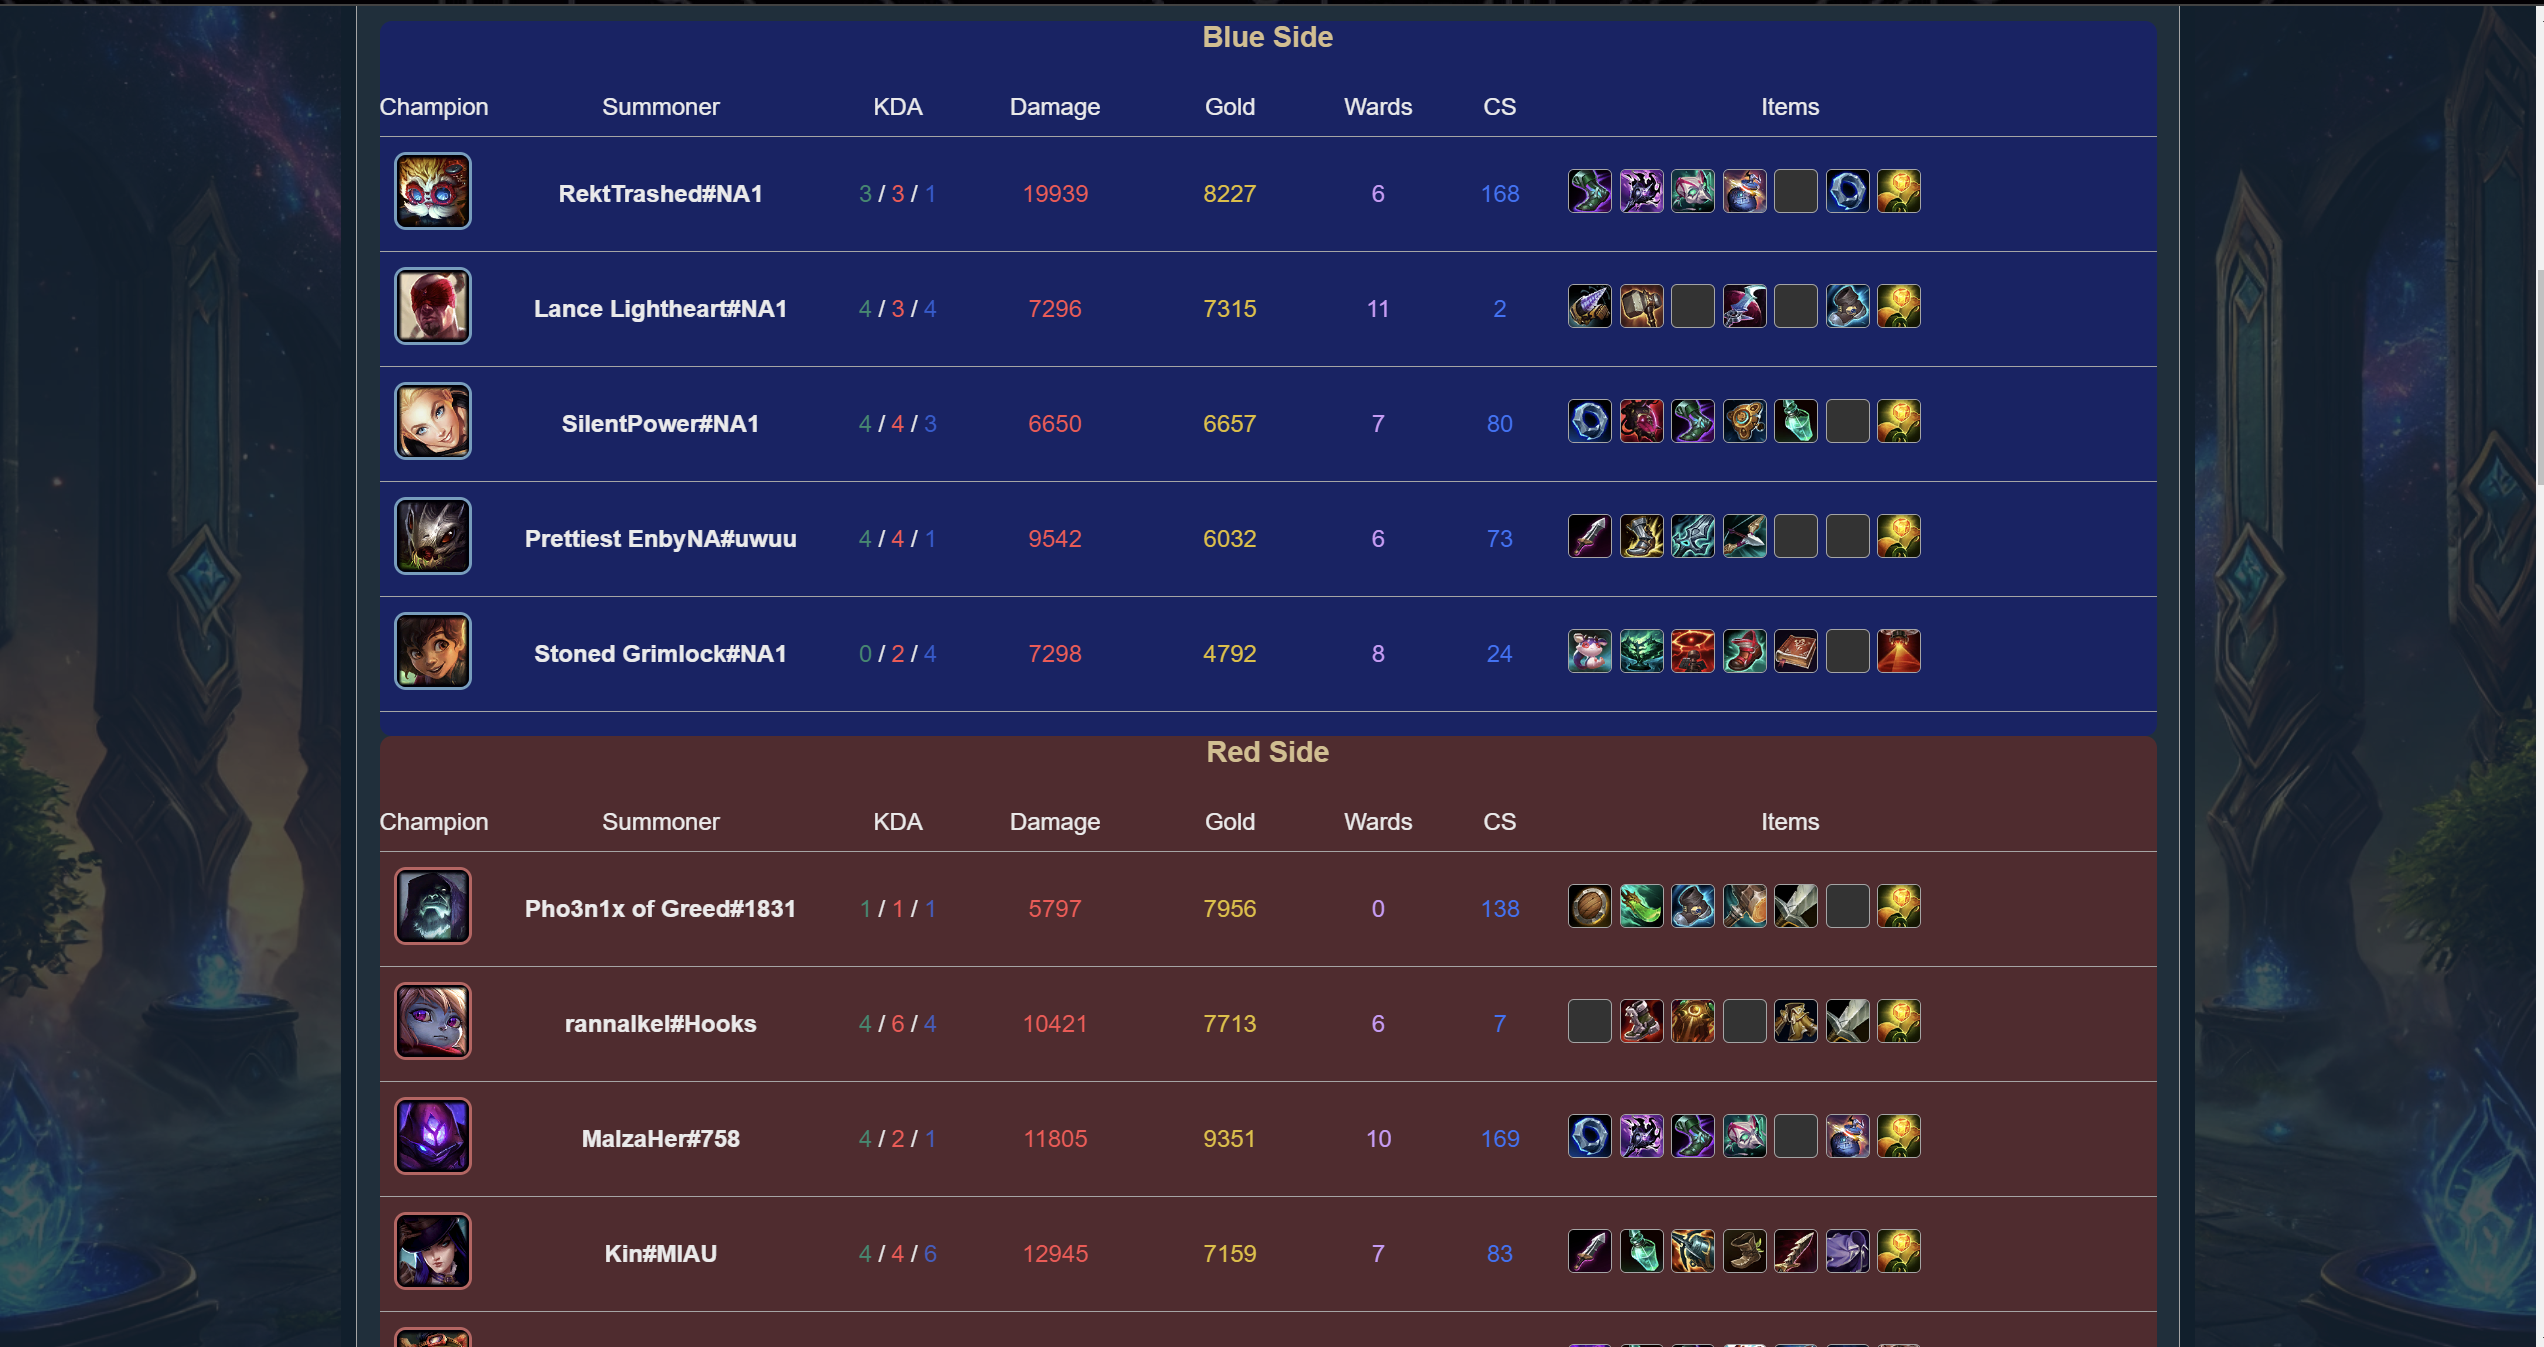 Blue Side
Champion Summoner KDA Damage Gold Wards CS Items
RektTrashed#NA1 3 / 3 / 1 19939 8227 6 168
Lance Lightheart#NA1 4 / 3 / 4 7296 7315 11 2
SilentPower#NA1 4 / 4 / 3 6650 6657 7 80
Prettiest EnbyNA#uwuu 4 / 4 / 1 9542 6032 6 73
Stoned Grimlock#NA1 0 / 2 / 4 7298 4792 8 24
Red Side
Champion Summoner KDA Damage Gold Wards CS Items
Pho3n1x of Greed#1831 1 / 1 / 1 5797 7956 0 138
rannalkel#Hooks 4 / 6 / 4 10421 7713 6 7
MalzaHer#758 4 / 2 / 1 11805 9351 10 169
Kin#MIAU 4 / 4 / 6 12945 7159 7 83